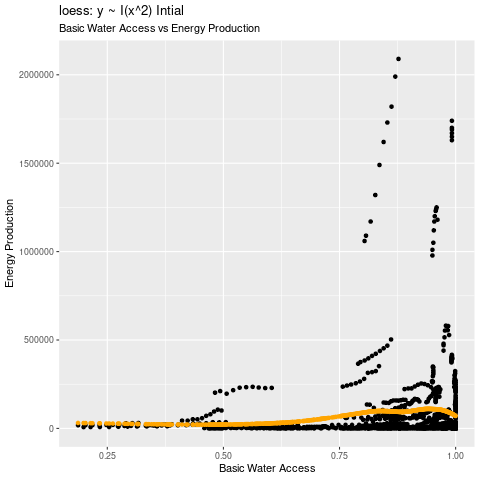 loess: y ~ I(x^2) Intial
Basic Water Access vs Energy Production
Energy Production
2000000
1500000
1000000
500000
0
0.25
0.50
0.75
1.00
Basic Water Access